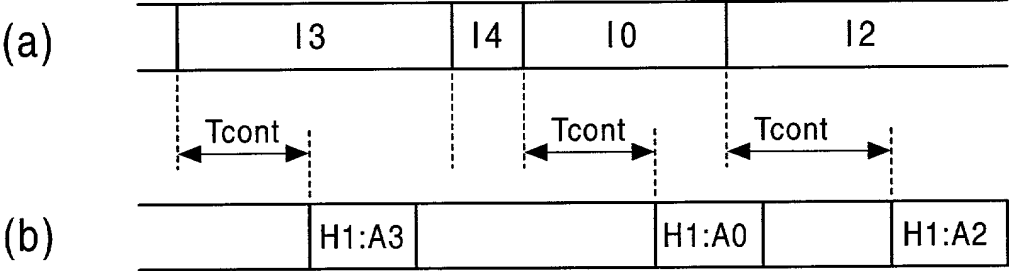 (a) I3 I4 I0 I2
Tcont Tcont Tcont
(b) H1:A3 H1:A0 H1:A2